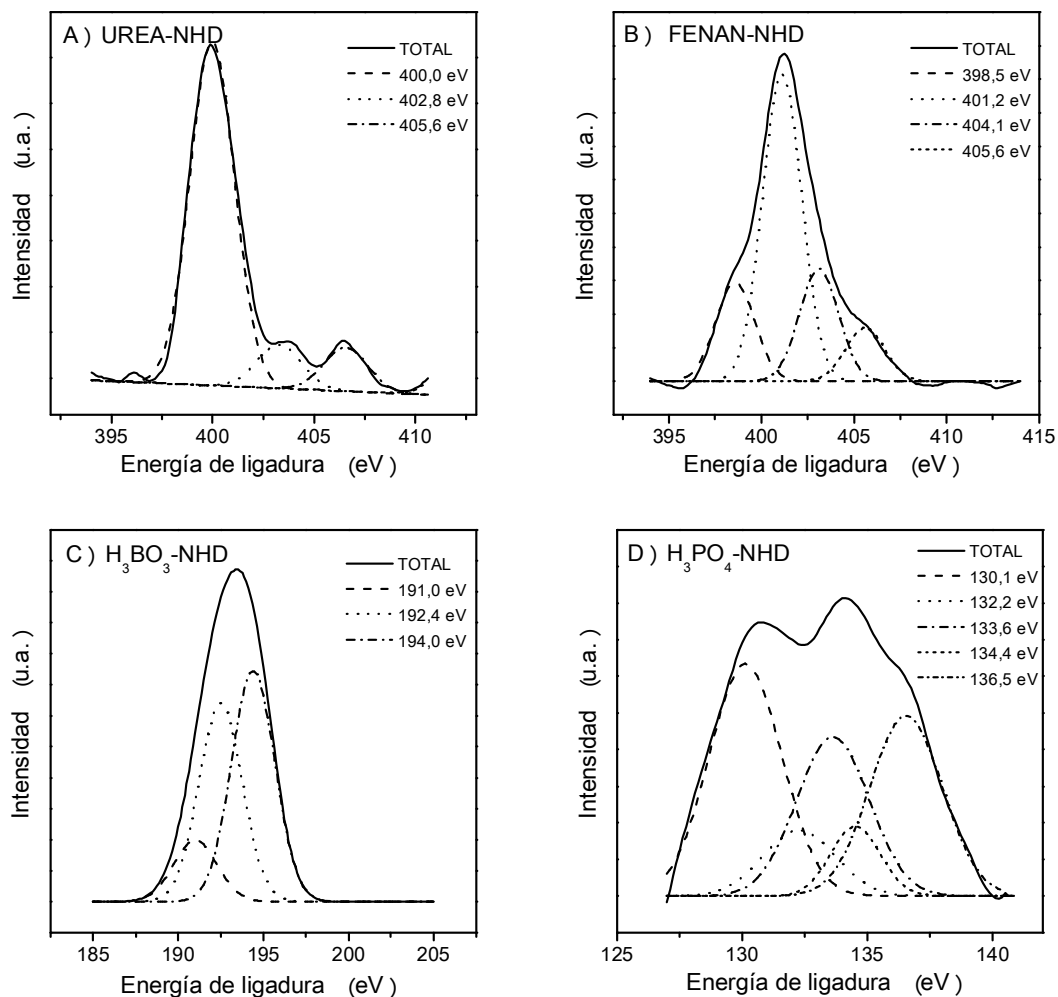 A ) UREA-NHD
TOTAL
400,0 eV
402,8 eV
405,6 eV
Intensidad (u.a. )
395 400 405 410
Energía de ligadura (eV )
B ) FENAN-NHD
TOTAL
398,5 eV
401,2 eV
404,1 eV
405,6 eV
Intensidad (u.a. )
395 400 405 410 415
Energía de ligadura (eV )
C ) H₃BO₃-NHD
TOTAL
191,0 eV
192,4 eV
194,0 eV
Intensidad (u.a. )
185 190 195 200 205
Energía de ligadura (eV )
D ) H₃PO₄-NHD
TOTAL
130,1 eV
132,2 eV
133,6 eV
134,4 eV
136,5 eV
Intensidad (u.a. )
125 130 135 140
Energía de ligadura (eV )